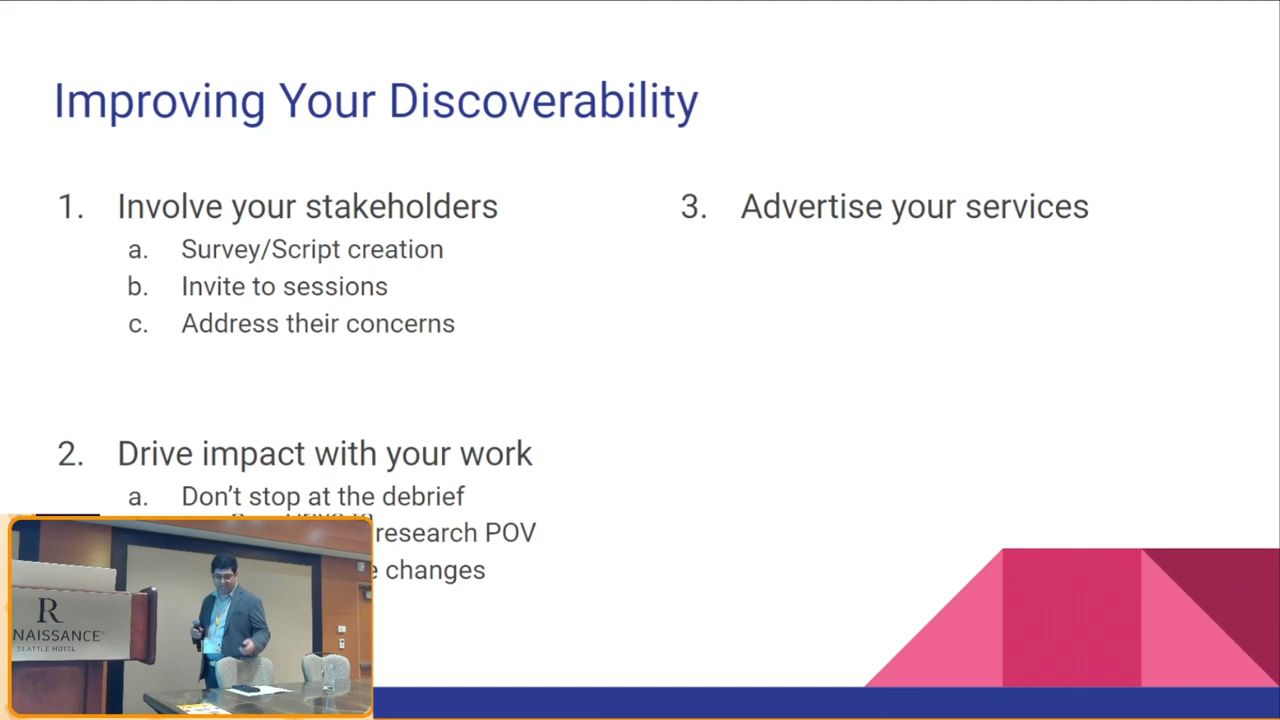 Improving Your Discoverability
1. Involve your stakeholders
a. Survey/Script creation
b. Invite to sessions
c. Address their concerns
2. Drive impact with your work
a. Don't stop at the debrief
research POV
changes
3. Advertise your services
R
NAISSANCE
SEATTLE HOTEL